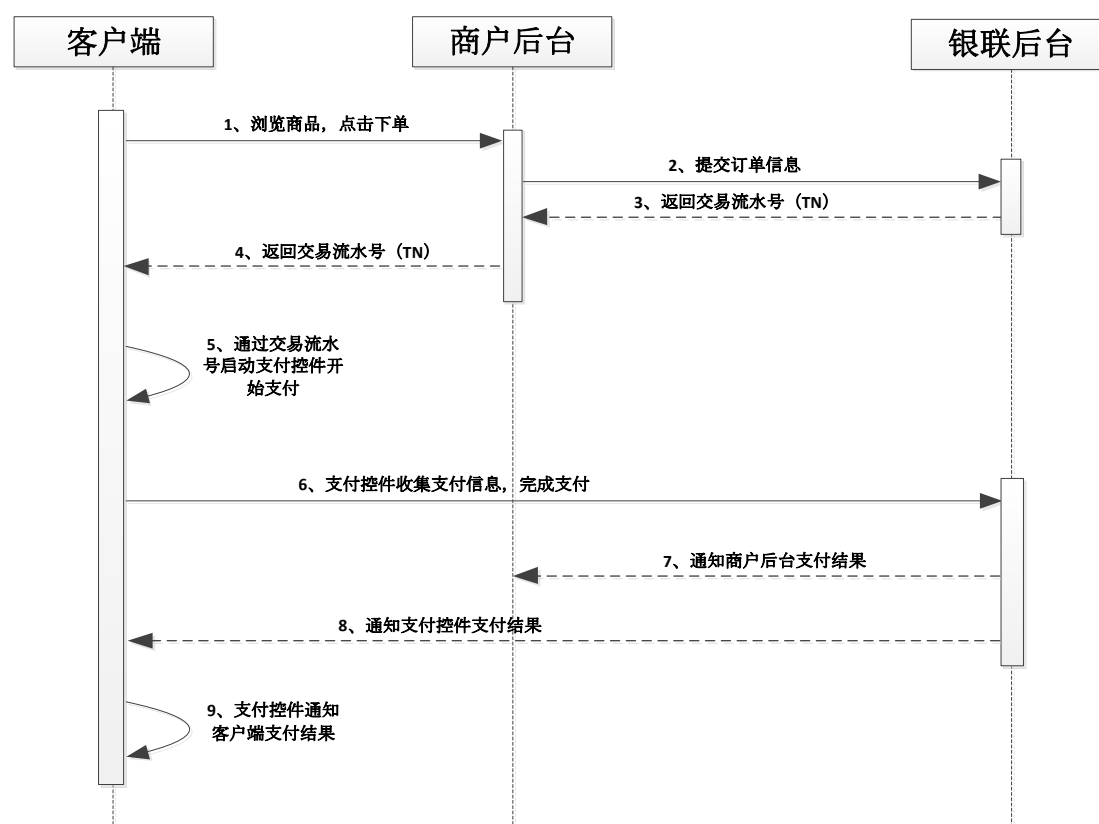 客户端
商户后台
银联后台
1、浏览商品，点击下单
2、提交订单信息
3、返回交易流水号（TN）
4、返回交易流水号（TN）
5、通过交易流水
号启动支付控件开
始支付
6、支付控件收集支付信息，完成支付
7、通知商户后台支付结果
8、通知支付控件支付结果
9、支付控件通知
客户端支付结果